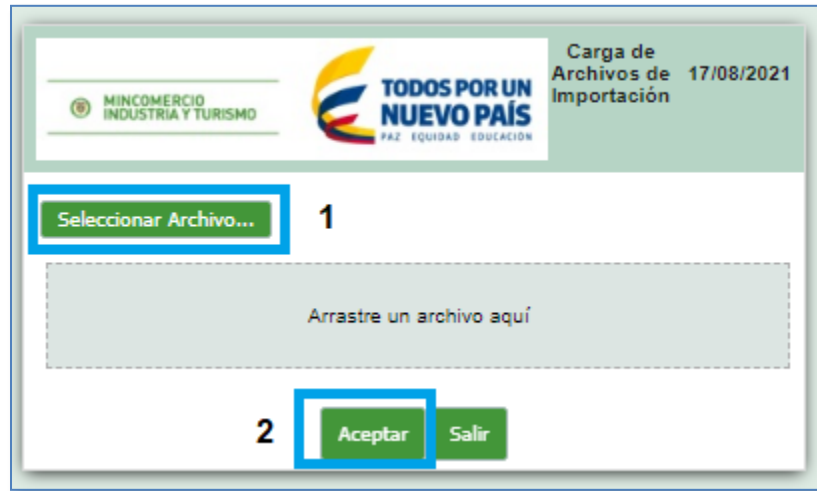 MINCOMERCIO
INDUSTRIA Y TURISMO
TODOS POR UN
NUEVO PAÍS
PAZ EQUIDAD EDUCACIÓN
Carga de
Archivos de
Importación
17/08/2021
Seleccionar Archivo...
1
Arrastre un archivo aquí
2
Aceptar
Salir